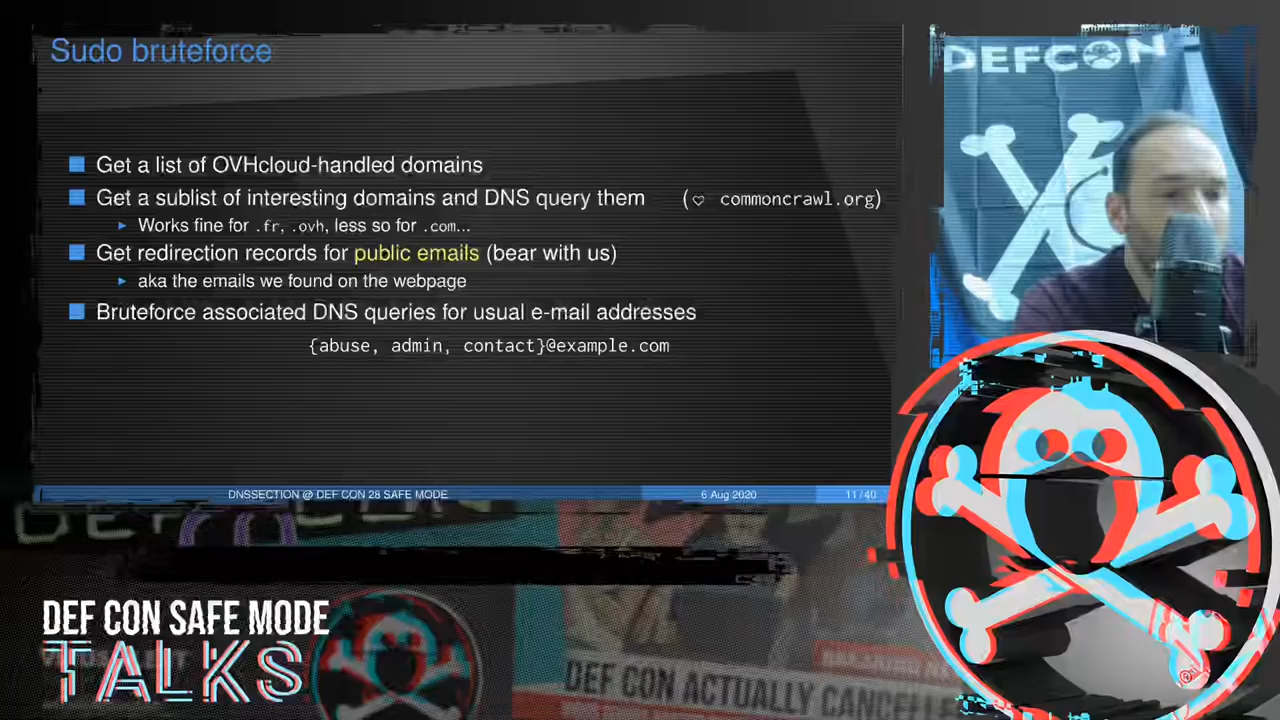 Sudo bruteforce
DEFCON
Get a list of OVHcloud-handled domains
Get a sublist of interesting domains and DNS query them (♡ commoncrawl.org)
▸ Works fine for .fr, .ovh, less so for .com...
Get redirection records for public emails (bear with us)
▸ aka the emails we found on the webpage
Bruteforce associated DNS queries for usual e-mail addresses
{abuse, admin, contact}@example.com
DNSSECTION @ DEF CON 28 SAFE MODE 6 Aug 2020 11/40
DEF CON SAFE MODE
TALKS
DEF CON ACTUALLY